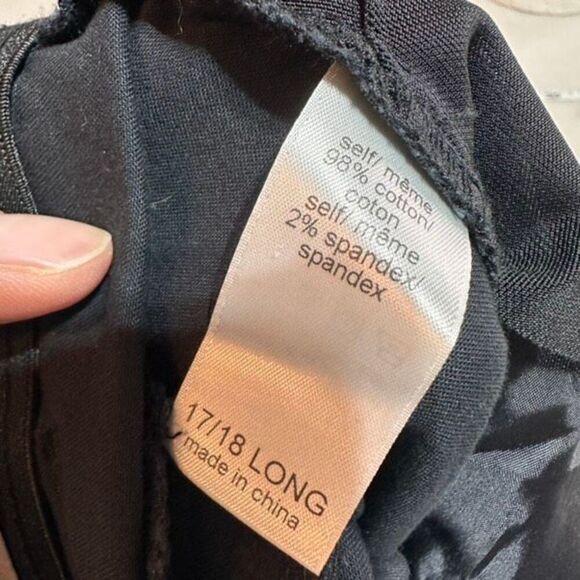 self/ même
98% cotton/
coton
self/ même
2% spandex/
spandex
17/18 LONG
made in china